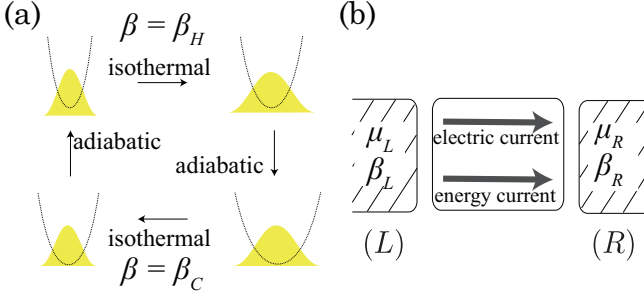 (a)
β = β_H
isothermal
adiabatic
adiabatic
isothermal
β = β_C
(b)
μ_L
β_L
electric current
energy current
μ_R
β_R
(L)
(R)